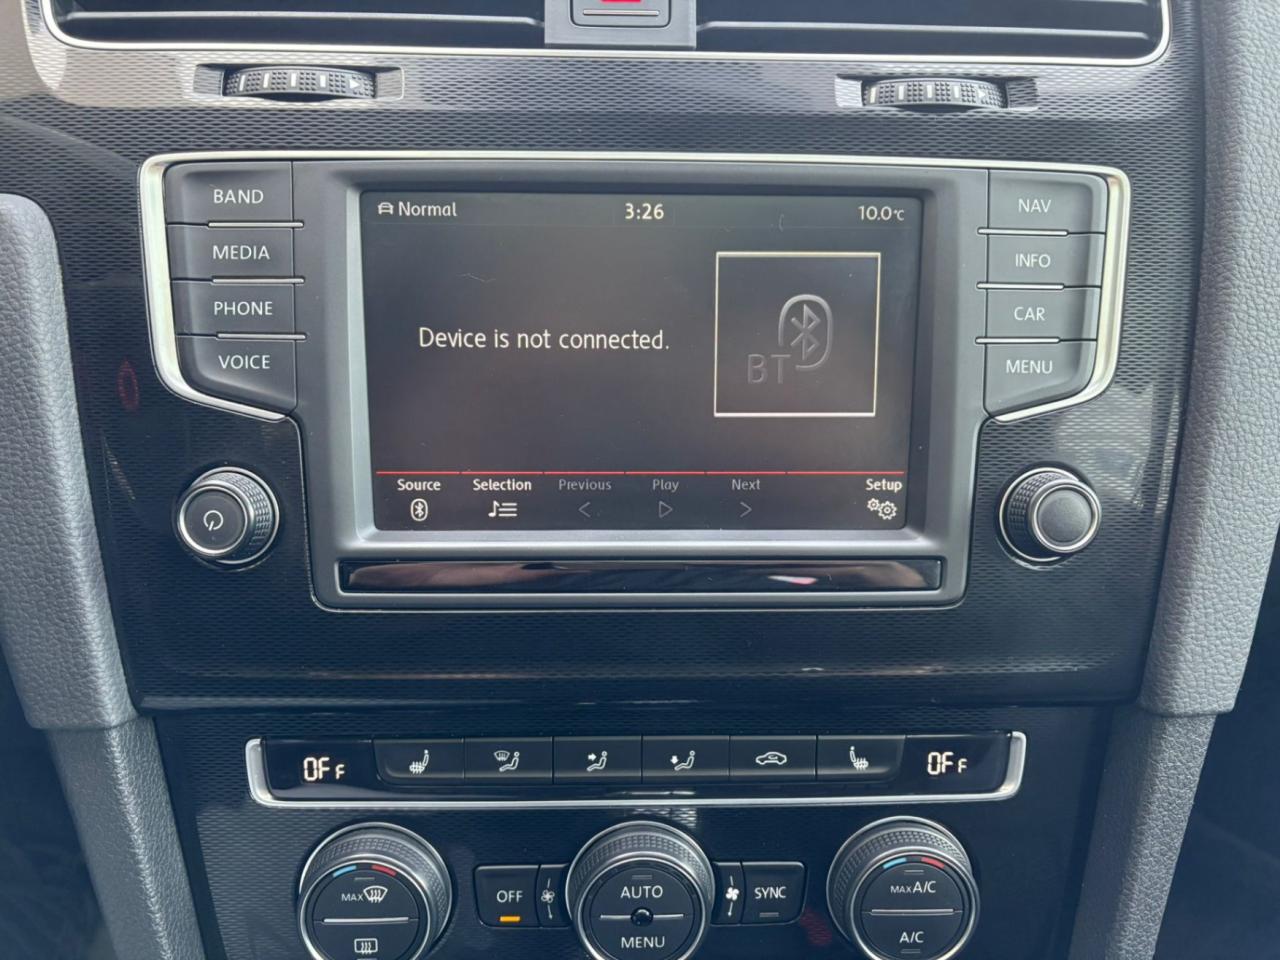 BAND
MEDIA
PHONE
VOICE
Normal
3:26
10.0°C
Device is not connected.
BT
Source
Selection
Previous
Play
Next
Setup
NAV
INFO
CAR
MENU
OFF
OFF
MAX
OFF
AUTO
MENU
SYNC
MAX A/C
A/C